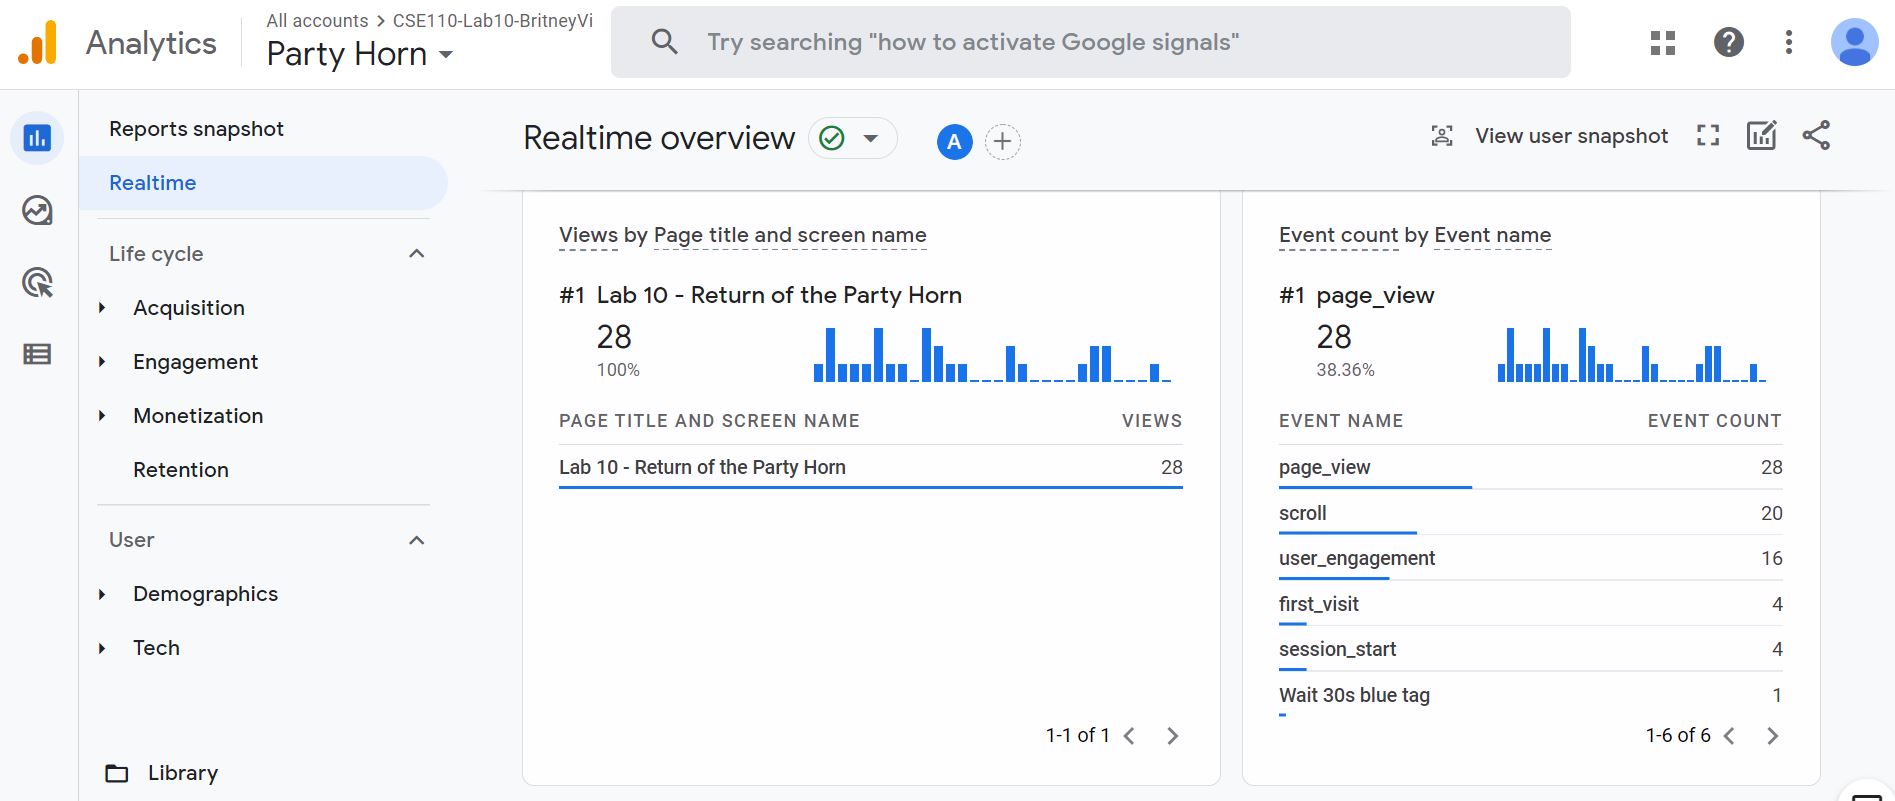 Analytics
All accounts > CSE110-Lab10-BritneyVi
Party Horn
Try searching "how to activate Google signals"
Reports snapshot
Realtime
Life cycle
Acquisition
Engagement
Monetization
Retention
User
Demographics
Tech
Library
Realtime overview
A
View user snapshot
Views by Page title and screen name
#1 Lab 10 - Return of the Party Horn
28
100%
PAGE TITLE AND SCREEN NAME VIEWS
Lab 10 - Return of the Party Horn 28
1-1 of 1
Event count by Event name
#1 page_view
28
38.36%
EVENT NAME EVENT COUNT
page_view 28
scroll 20
user_engagement 16
first_visit 4
session_start 4
Wait 30s blue tag 1
1-6 of 6